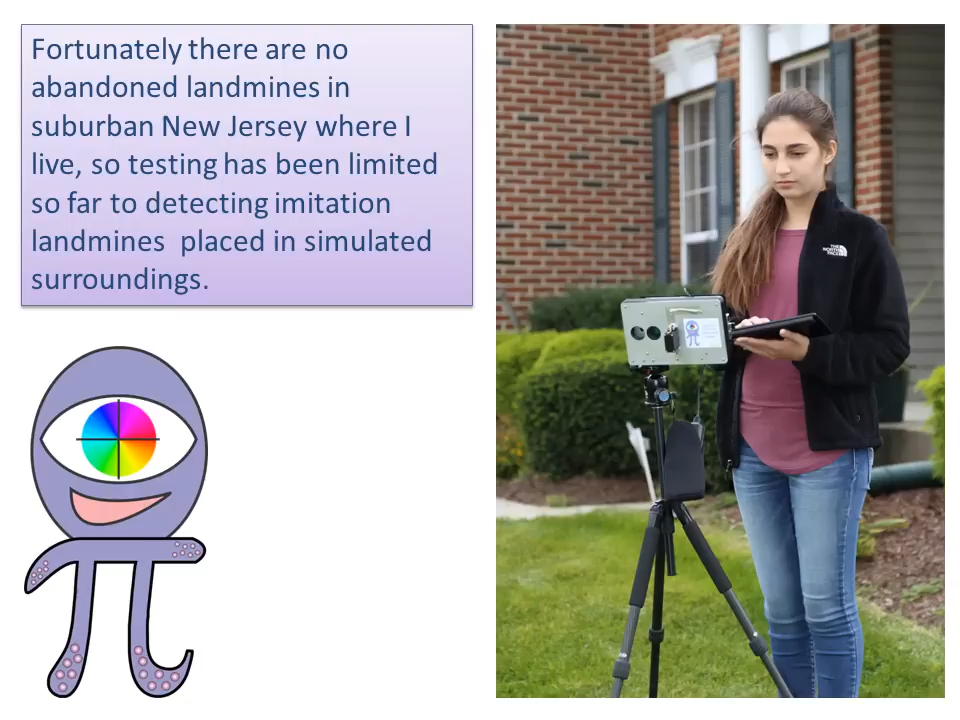 Fortunately there are no
abandoned landmines in
suburban New Jersey where I
live, so testing has been limited
so far to detecting imitation
landmines  placed in simulated
surroundings.
THE
NORTH
FACE